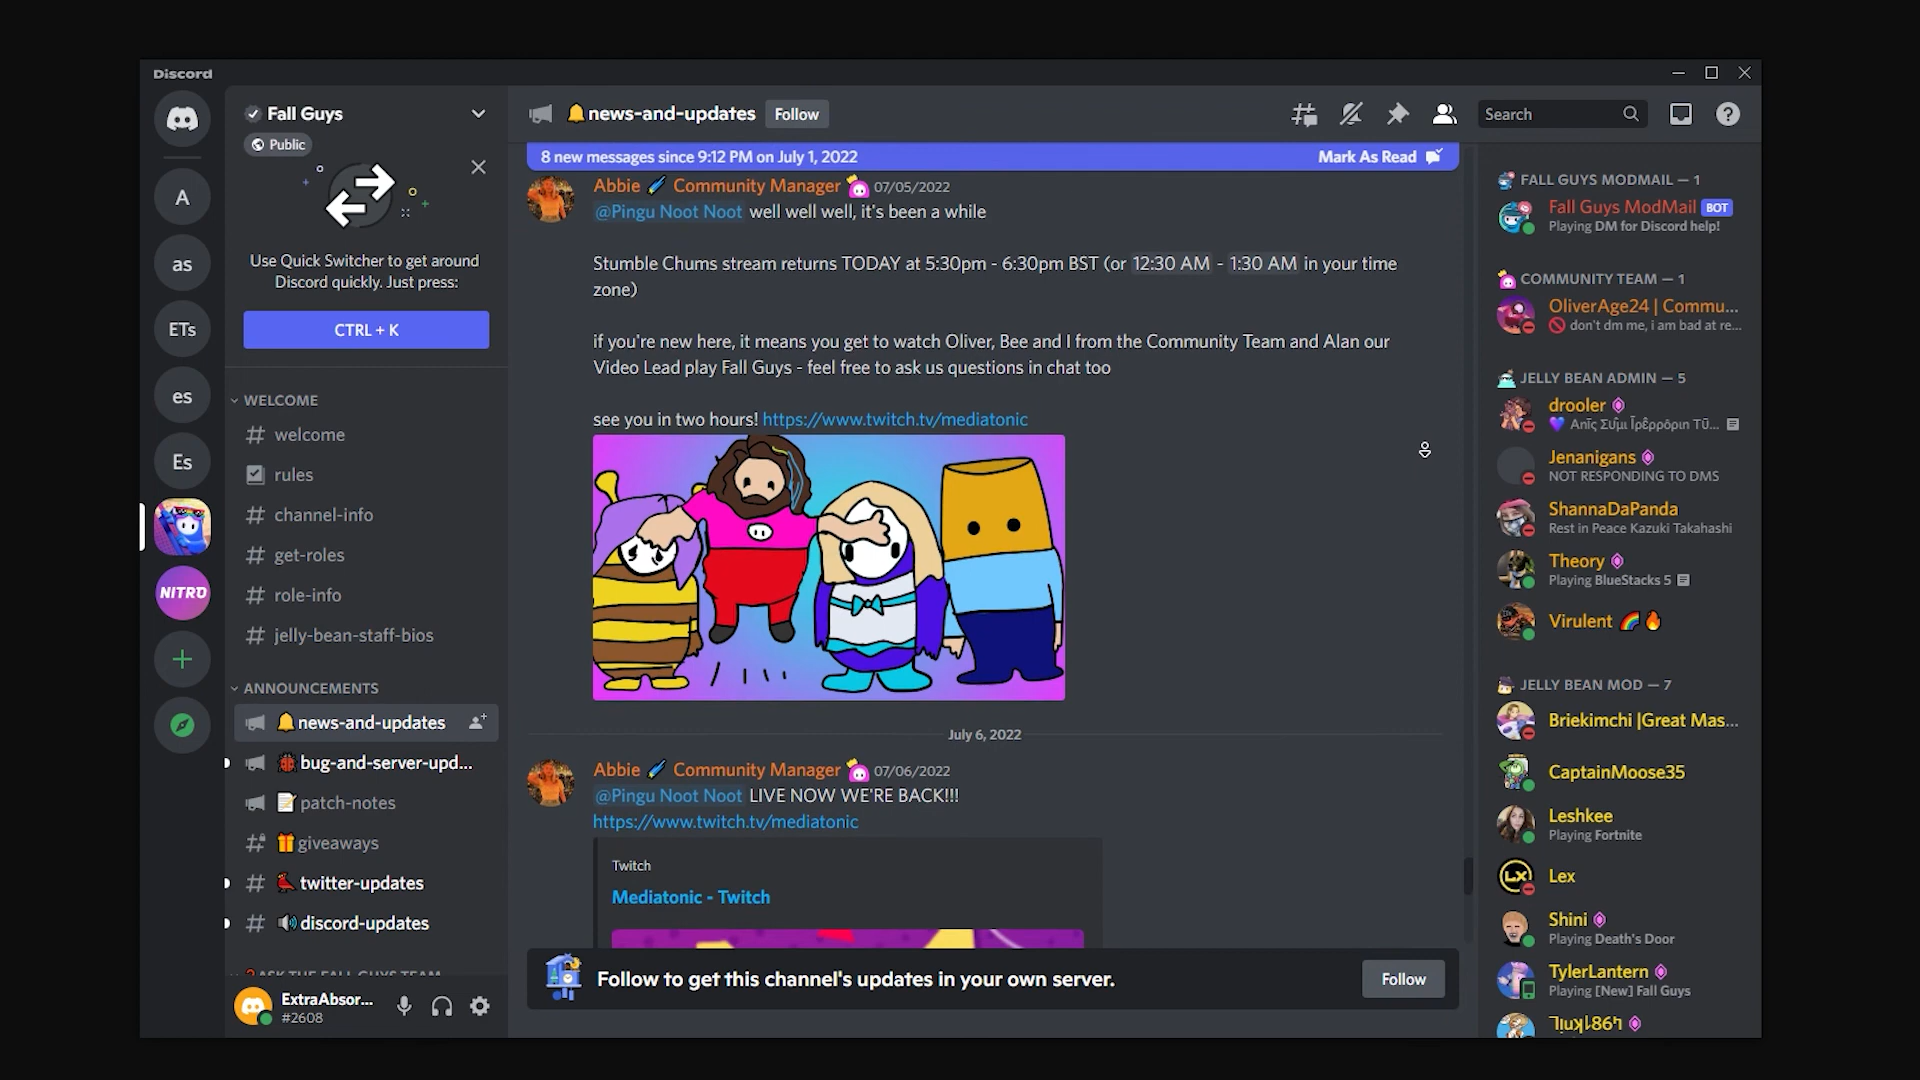 Discord
A
as
ETs
es
Es
NITRO
Fall Guys
Public
Use Quick Switcher to get around
Discord quickly. Just press:
CTRL + K
WELCOME
welcome
rules
channel-info
get-roles
role-info
jelly-bean-staff-bios
ANNOUNCEMENTS
news-and-updates
bug-and-server-upd...
patch-notes
giveaways
twitter-updates
discord-updates
ASK THE FALL GUYS TEAM
ExtraAbsor...
#2608
news-and-updates Follow
Search
8 new messages since 9:12 PM on July 1, 2022 Mark As Read
Abbie Community Manager 07/05/2022
@Pingu Noot Noot well well well, it's been a while
Stumble Chums stream returns TODAY at 5:30pm - 6:30pm BST (or 12:30 AM - 1:30 AM in your time
zone)
if you're new here, it means you get to watch Oliver, Bee and I from the Community Team and Alan our
Video Lead play Fall Guys - feel free to ask us questions in chat too
see you in two hours! https://www.twitch.tv/mediatonic
July 6, 2022
Abbie Community Manager 07/06/2022
@Pingu Noot Noot LIVE NOW WE'RE BACK!!!
https://www.twitch.tv/mediatonic
Twitch
Mediatonic - Twitch
Follow to get this channel's updates in your own server. Follow
FALL GUYS MODMAIL — 1
Fall Guys ModMail BOT
Playing DM for Discord help!
COMMUNITY TEAM — 1
OliverAge24 | Commu...
don't dm me, i am bad at re...
JELLY BEAN ADMIN — 5
drooler
Jenanigans
NOT RESPONDING TO DMS
ShannaDaPanda
Rest in Peace Kazuki Takahashi
Theory
Playing BlueStacks 5
Virulent
JELLY BEAN MOD — 7
Briekimchi |Great Mas...
CaptainMoose35
Leshkee
Playing Fortnite
LX
Lex
Shini
Playing Death's Door
TylerLantern
Playing [New] Fall Guys